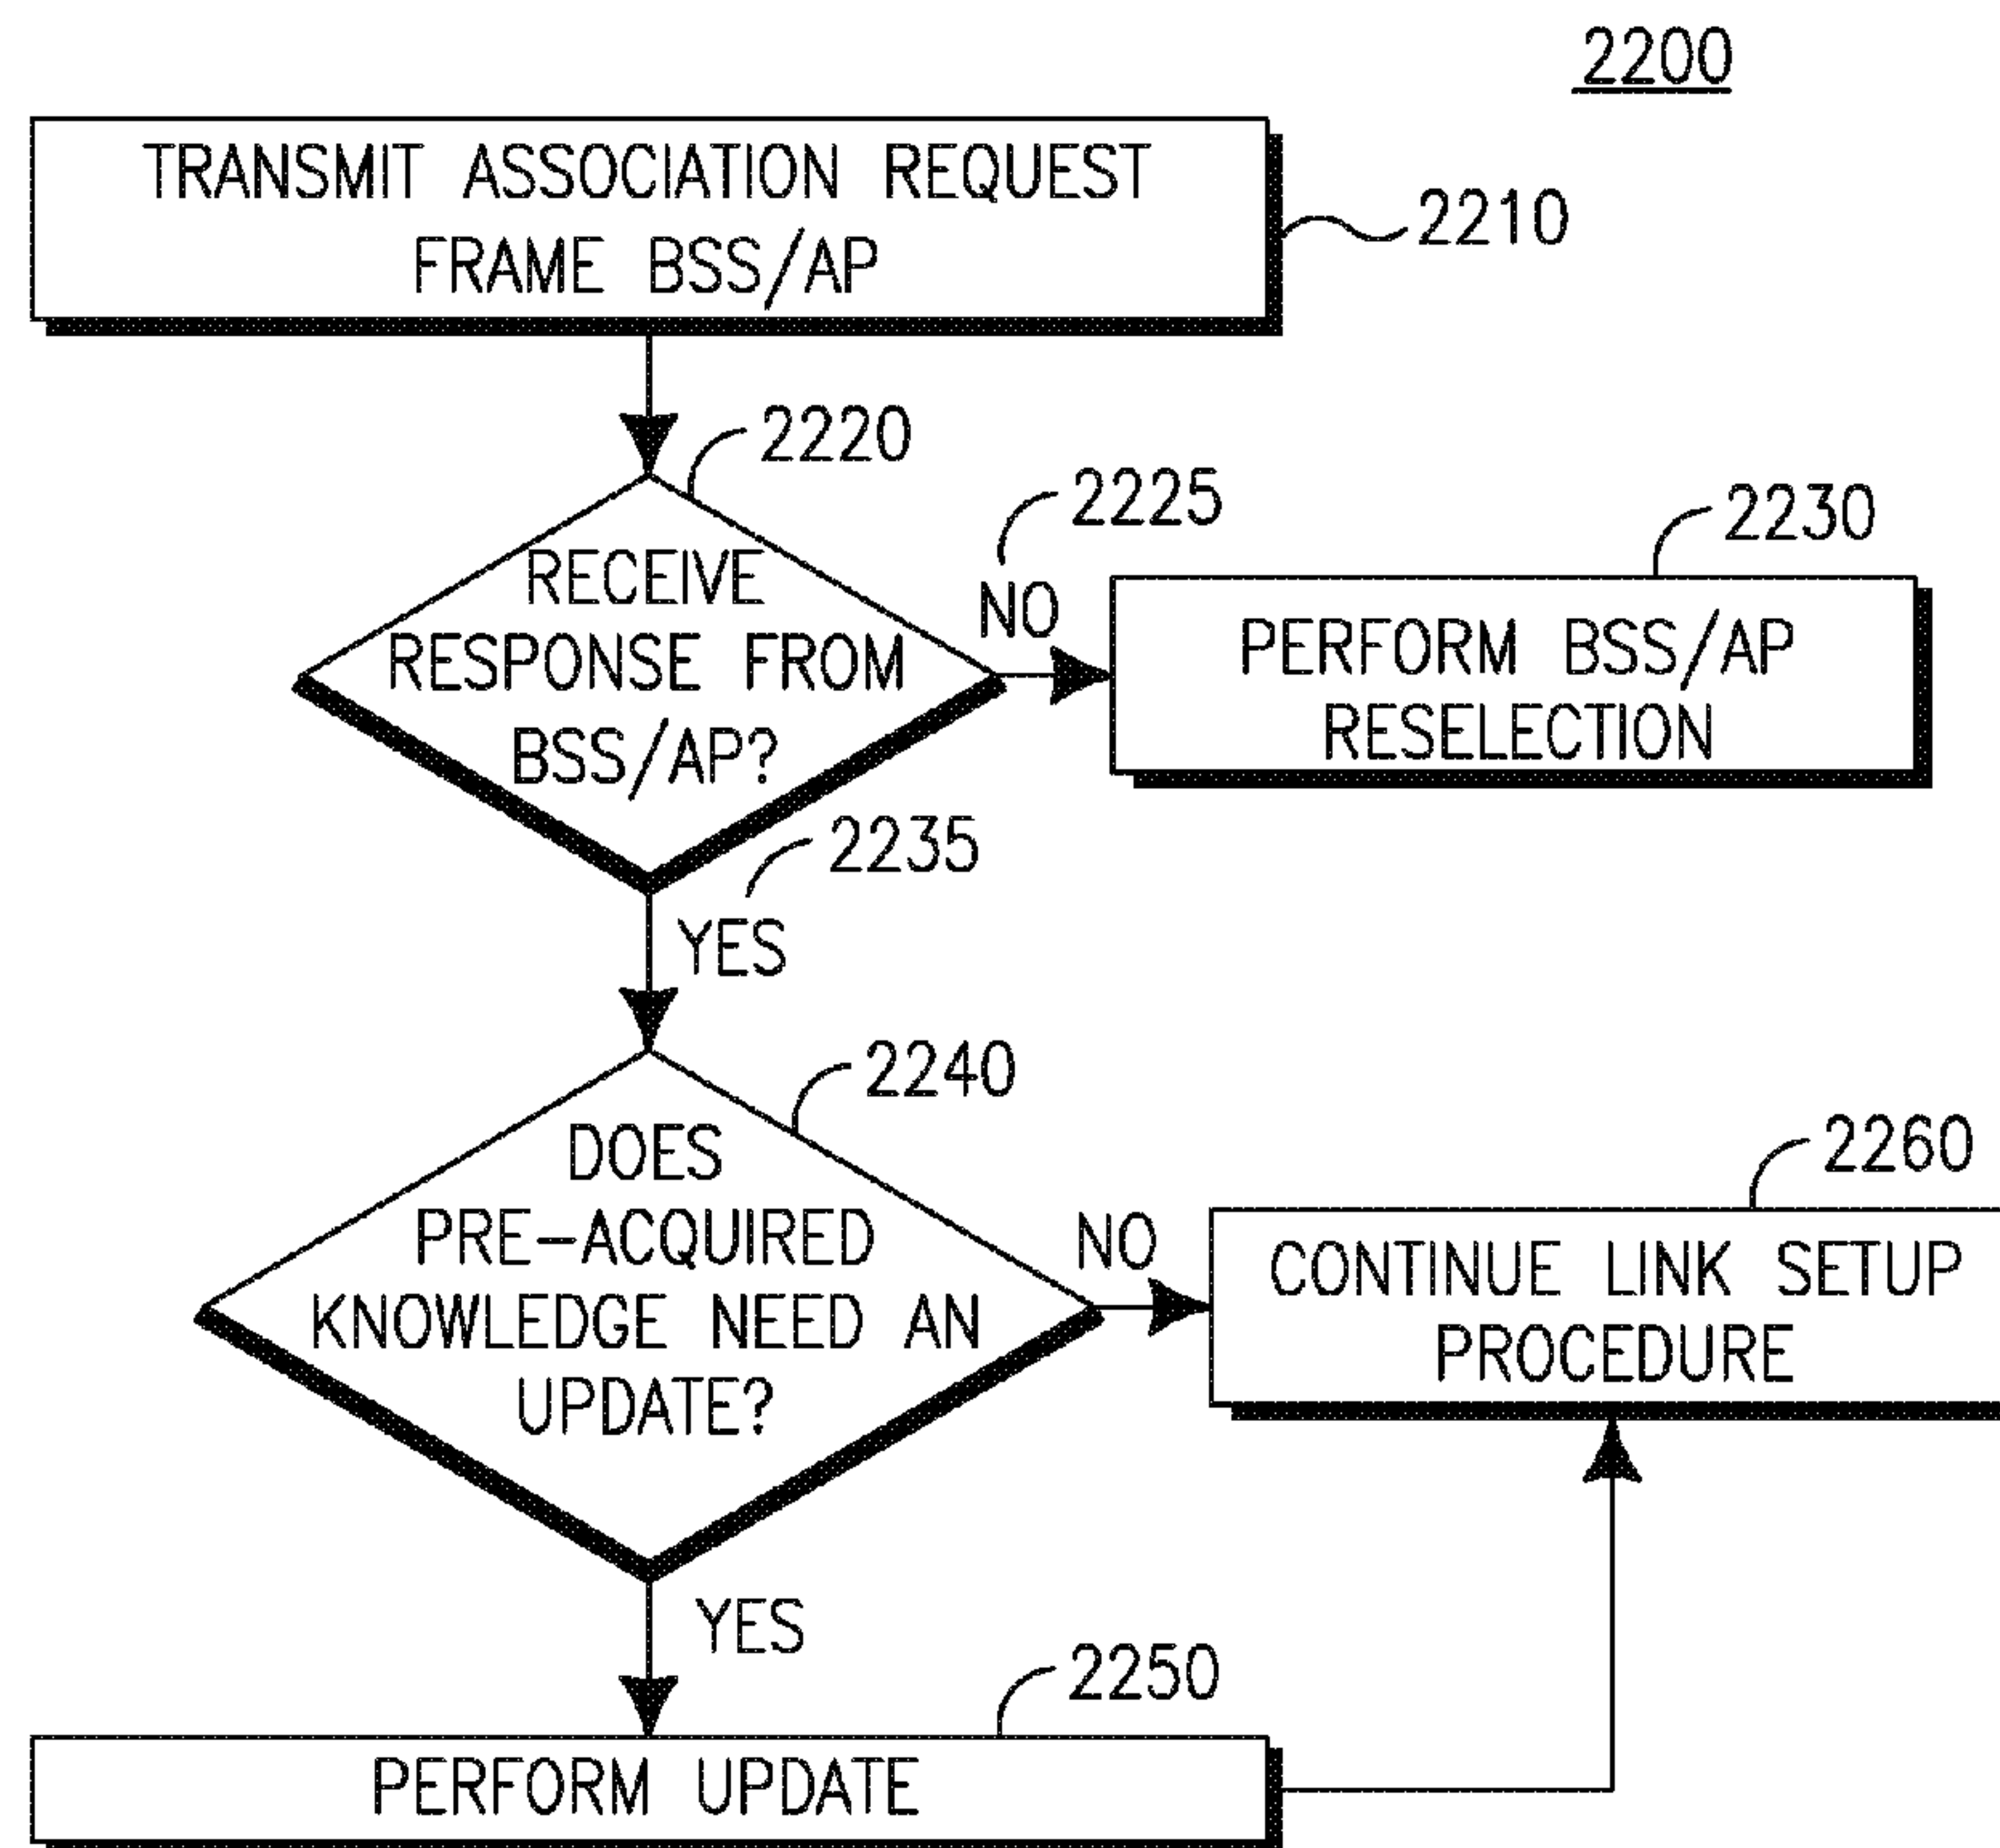 2200
TRANSMIT ASSOCIATION REQUEST
FRAME BSS/AP
2210
2220
RECEIVE
RESPONSE FROM
BSS/AP?
2225
NO
2230
PERFORM BSS/AP
RESELECTION
2235
YES
2240
DOES
PRE-ACQUIRED
KNOWLEDGE NEED AN
UPDATE?
NO
2260
CONTINUE LINK SETUP
PROCEDURE
YES
2250
PERFORM UPDATE